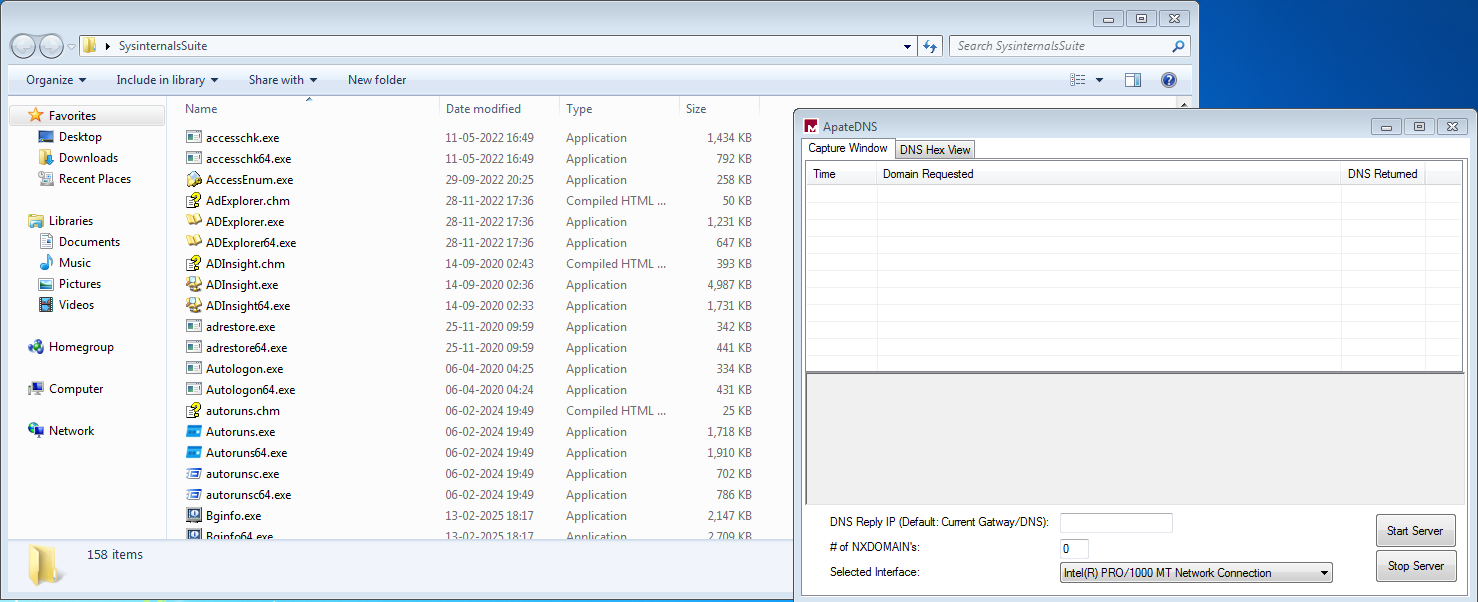 SysinternalsSuite
Search SysinternalsSuite
Organize Include in library Share with New folder
Favorites
Desktop
Downloads
Recent Places
Libraries
Documents
Music
Pictures
Videos
Homegroup
Computer
Network
Name Date modified Type Size
accesschk.exe 11-05-2022 16:49 Application 1,434 KB
accesschk64.exe 11-05-2022 16:49 Application 792 KB
AccessEnum.exe 29-09-2022 20:25 Application 258 KB
AdExplorer.chm 28-11-2022 17:36 Compiled HTML ... 50 KB
ADExplorer.exe 28-11-2022 17:36 Application 1,231 KB
ADExplorer64.exe 28-11-2022 17:36 Application 647 KB
ADInsight.chm 14-09-2020 02:43 Compiled HTML ... 393 KB
ADInsight.exe 14-09-2020 02:36 Application 4,987 KB
ADInsight64.exe 14-09-2020 02:33 Application 1,731 KB
adrestore.exe 25-11-2020 09:59 Application 342 KB
adrestore64.exe 25-11-2020 09:59 Application 441 KB
Autologon.exe 06-04-2020 04:25 Application 334 KB
Autologon64.exe 06-04-2020 04:24 Application 431 KB
autoruns.chm 06-02-2024 19:49 Compiled HTML ... 25 KB
Autoruns.exe 06-02-2024 19:49 Application 1,718 KB
Autoruns64.exe 06-02-2024 19:49 Application 1,910 KB
autorunsc.exe 06-02-2024 19:49 Application 702 KB
autorunsc64.exe 06-02-2024 19:49 Application 786 KB
Bginfo.exe 13-02-2025 18:17 Application 2,147 KB
Bginfo64.exe 13-02-2025 18:17 Application 2,709 KB
158 items
ApateDNS
Capture Window DNS Hex View
Time Domain Requested DNS Returned
DNS Reply IP (Default: Current Gatway/DNS):
# of NXDOMAIN's: 0
Selected Interface: Intel(R) PRO/1000 MT Network Connection
Start Server
Stop Server